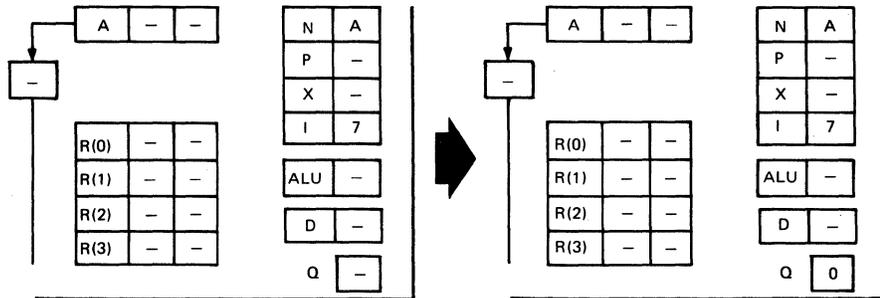 A – –
N A
P –
X –
I 7
–
R(0) – –
R(1) – –
R(2) – –
R(3) – –
ALU –
D –
Q –
A – –
N A
P –
X –
I 7
–
R(0) – –
R(1) – –
R(2) – –
R(3) – –
ALU –
D –
Q 0